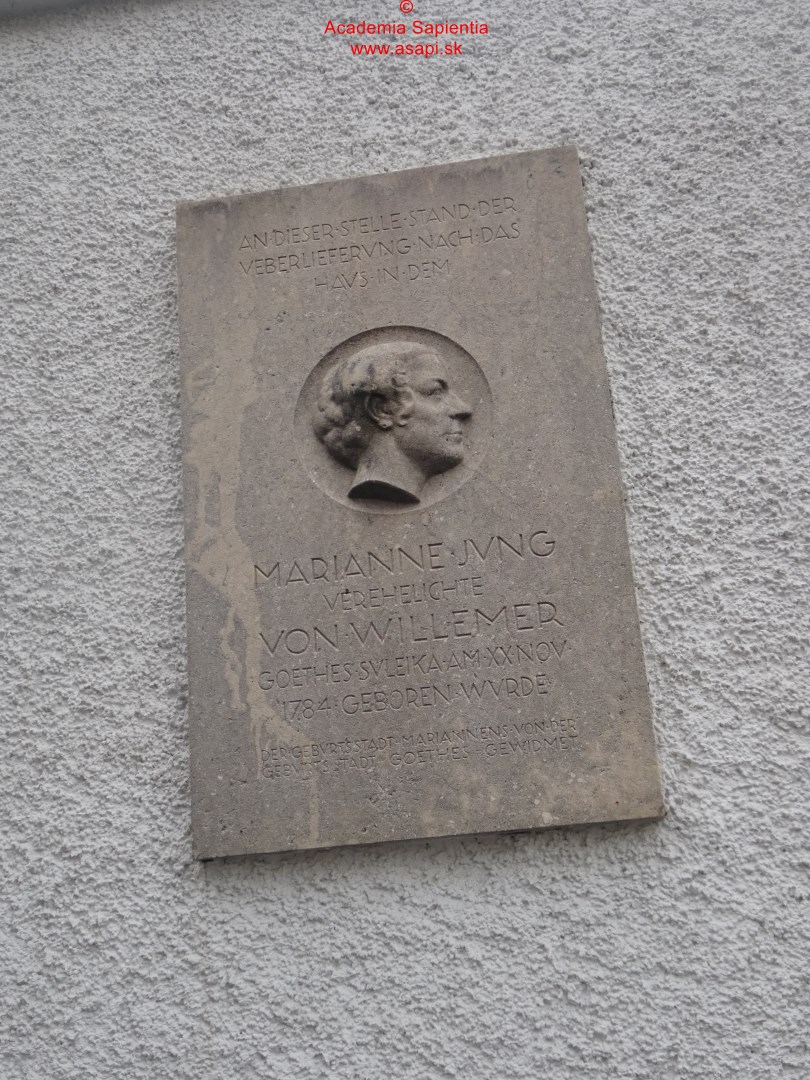 ©
Academia Sapientia
www.asapi.sk
AN·DIESER·STELLE·STAND·DER
VEBERLIEFERVNG·NACH·DAS
HAVS·IN·DEM
MARIANNE·JVNG
VEREHELICHTE
VON·WILLEMER
GOETHES·SVLEIKA·AM·XX·NOV·
1784·GEBOREN·WVRDE·
DER·GEBVRTSSTADT·MARIANNENS·VON·DER
GEBVRTSSTADT·GOETHES·GEWIDMET